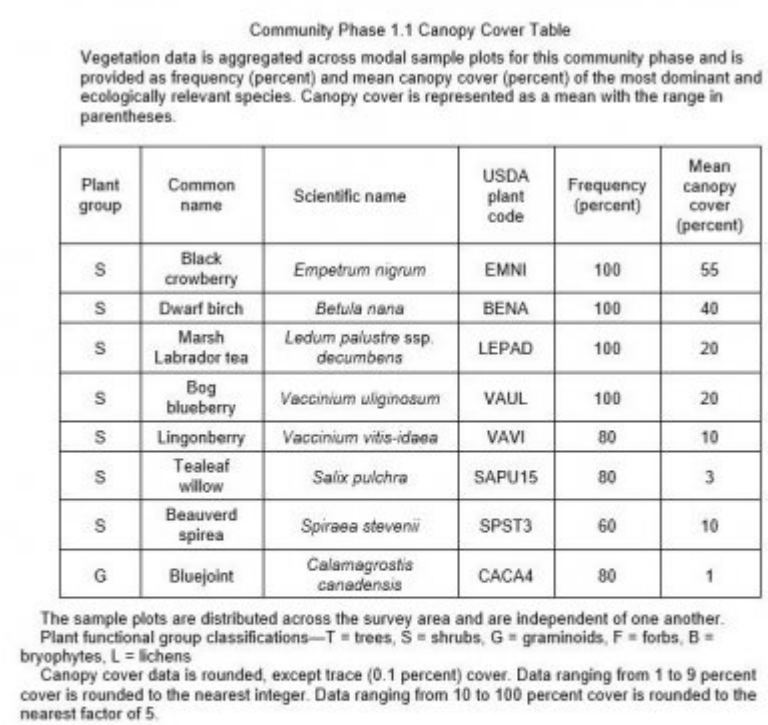 Community Phase 1.1 Canopy Cover Table
Vegetation data is aggregated across modal sample plots for this community phase and is
provided as frequency (percent) and mean canopy cover (percent) of the most dominant and
ecologically relevant species. Canopy cover is represented as a mean with the range in
parentheses.
Plant group | Common name | Scientific name | USDA plant code | Frequency (percent) | Mean canopy cover (percent)
S | Black crowberry | Empetrum nigrum | EMNI | 100 | 55
S | Dwarf birch | Betula nana | BENA | 100 | 40
S | Marsh Labrador tea | Ledum palustre ssp. decumbens | LEPAD | 100 | 20
S | Bog blueberry | Vaccinium uliginosum | VAUL | 100 | 20
S | Lingonberry | Vaccinium vitis-idaea | VAVI | 80 | 10
S | Tealeaf willow | Salix pulchra | SAPU15 | 80 | 3
S | Beauverd spirea | Spiraea stevenii | SPST3 | 60 | 10
G | Bluejoint | Calamagrostis canadensis | CACA4 | 80 | 1
The sample plots are distributed across the survey area and are independent of one another.
Plant functional group classifications—T = trees, S = shrubs, G = graminoids, F = forbs, B =
bryophytes, L = lichens
Canopy cover data is rounded, except trace (0.1 percent) cover. Data ranging from 1 to 9 percent
cover is rounded to the nearest integer. Data ranging from 10 to 100 percent cover is rounded to the
nearest factor of 5.